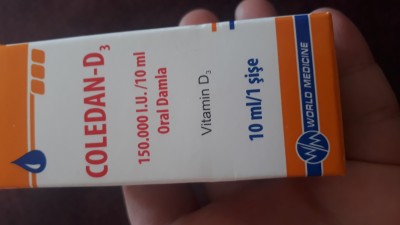 COLEDAN-D3
150.000 I.U./10 ml
Oral Damla
Vitamin D3
10 ml/1 şişe
WORLD MEDICINE